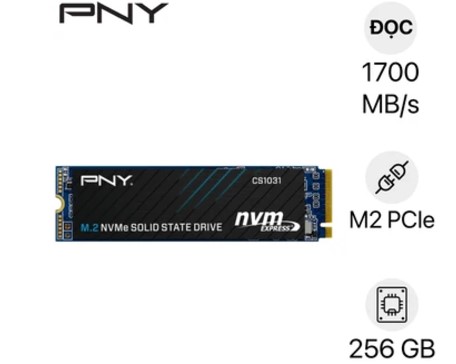 PNY
ĐỌC
1700
MB/s
PNY.
CS1031
M.2 NVMe SOLID STATE DRIVE
nvm
EXPRESS
M2 PCIe
256 GB